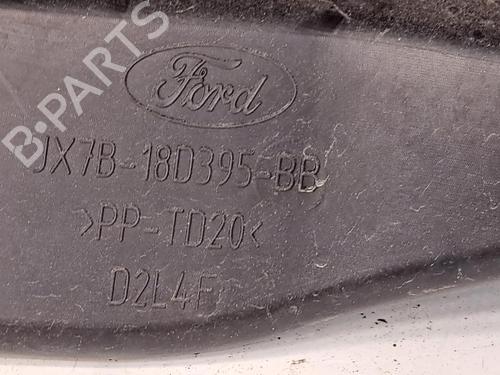 B-PARTS
Ford
JX7B-18D395-BB
>PP-TD20<
D2L4F